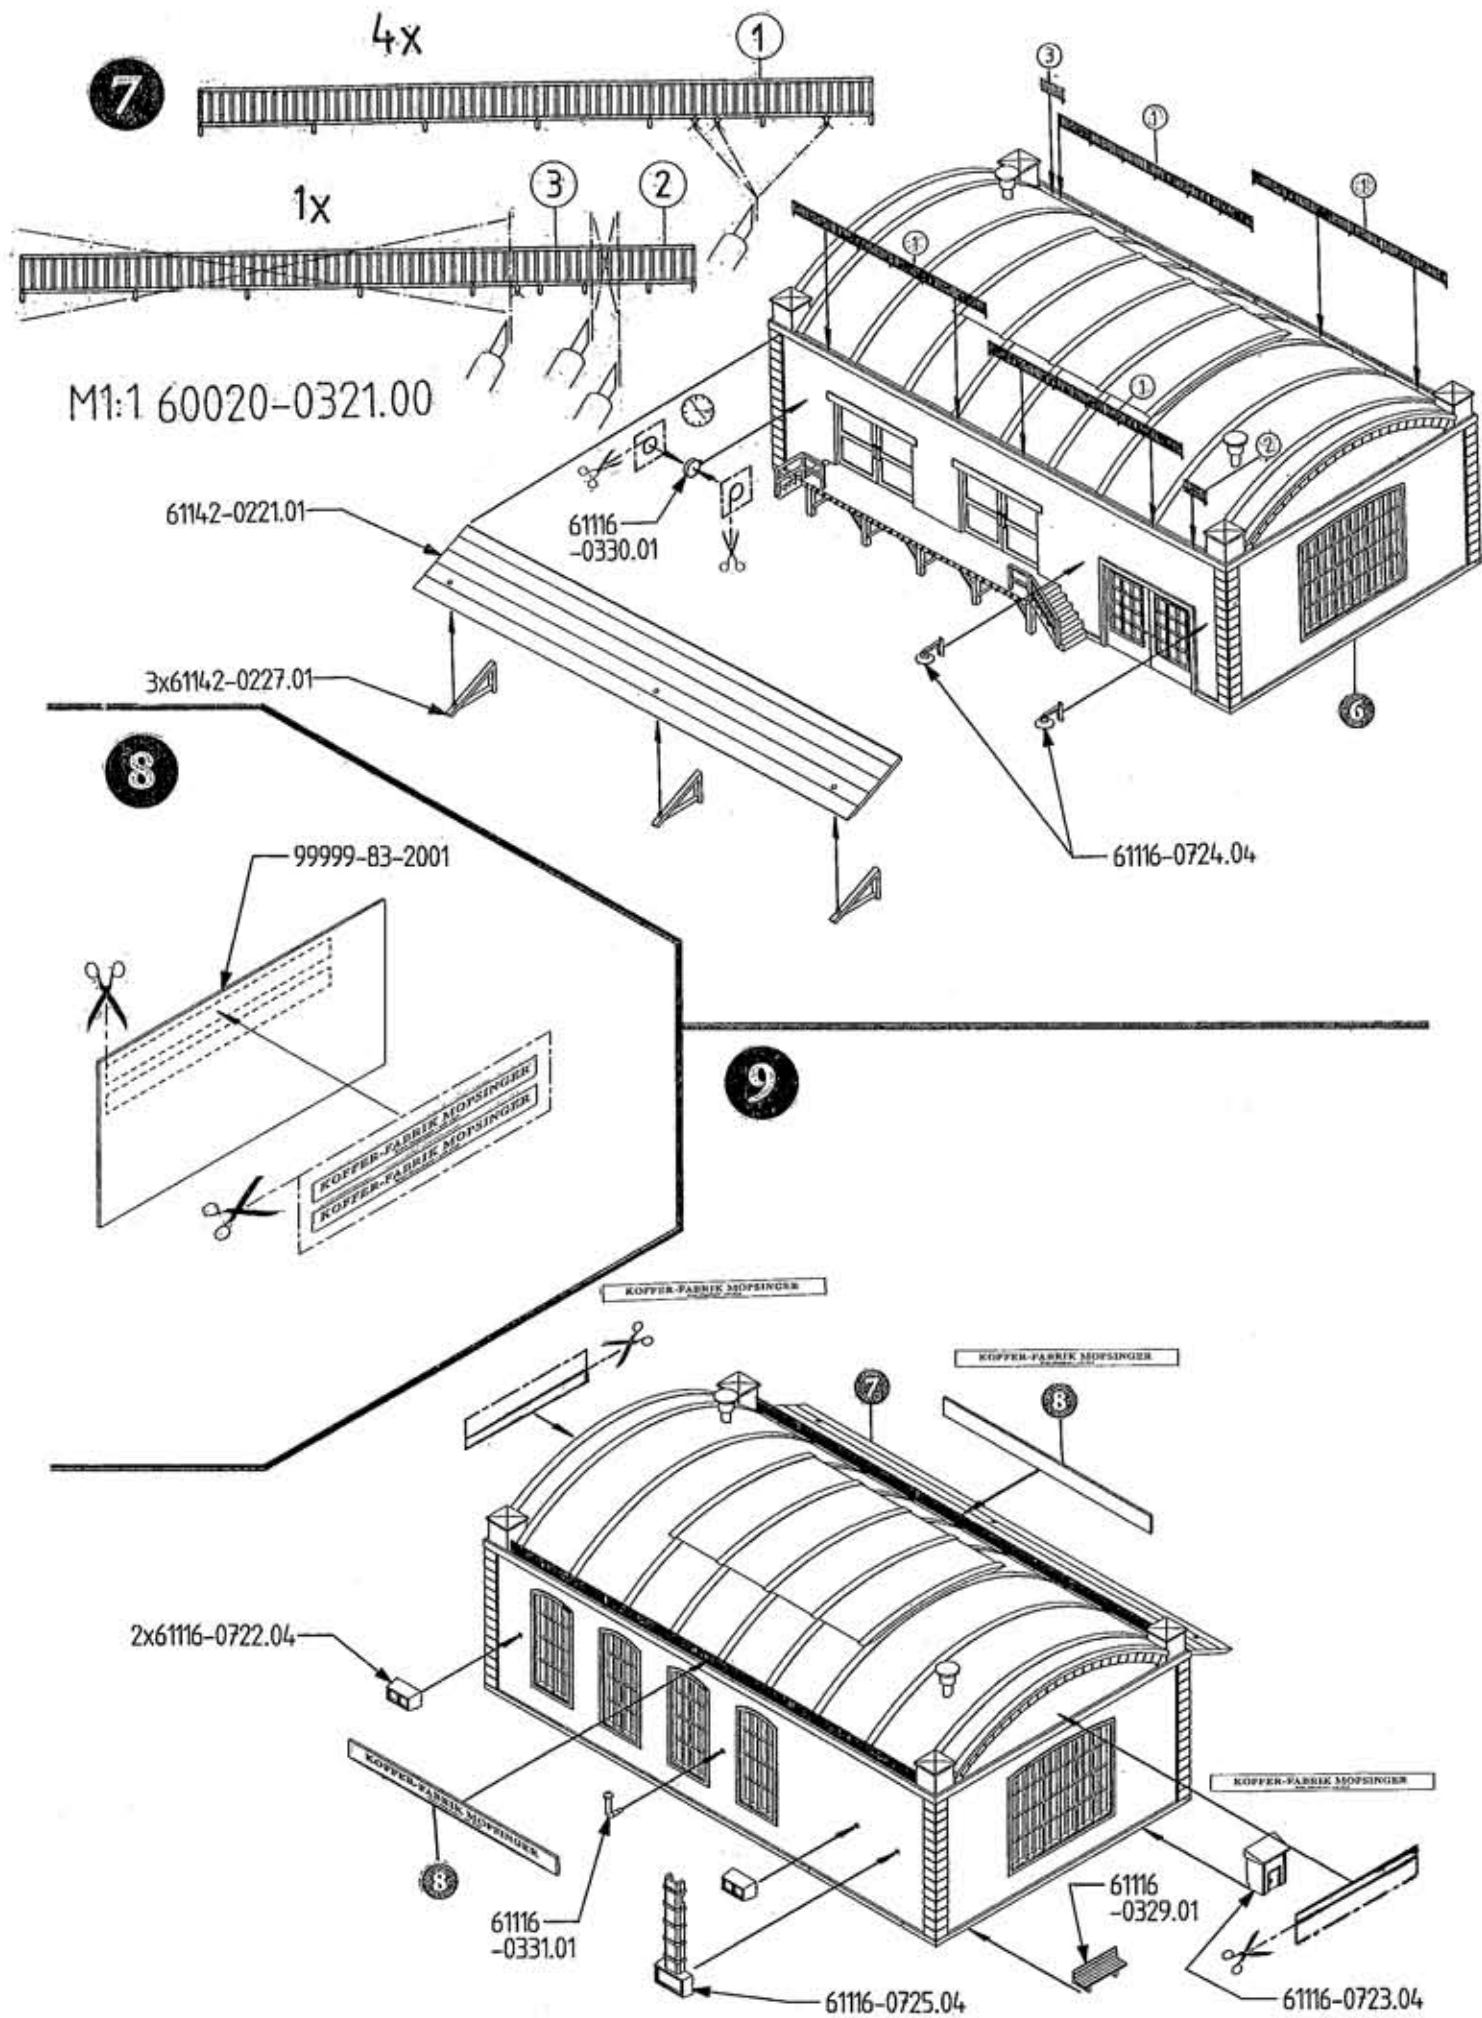 7
4x
1
3
1
1
1x
3
2
1
1
2
M1:1 60020-0321.00
61142-0221.01
61116
-0330.01
3x61142-0227.01
6
61116-0724.04
8
99999-83-2001
KOFFER-FABRIK MOPSINGER
KOFFER-FABRIK MOPSINGER
9
KOFFER-FABRIK MOPSINGER
KOFFER-FABRIK MOPSINGER
7
8
2x61116-0722.04
KOFFER-FABRIK MOPSINGER
KOFFER-FABRIK MOPSINGER
8
61116
-0331.01
61116
-0329.01
61116-0725.04
61116-0723.04